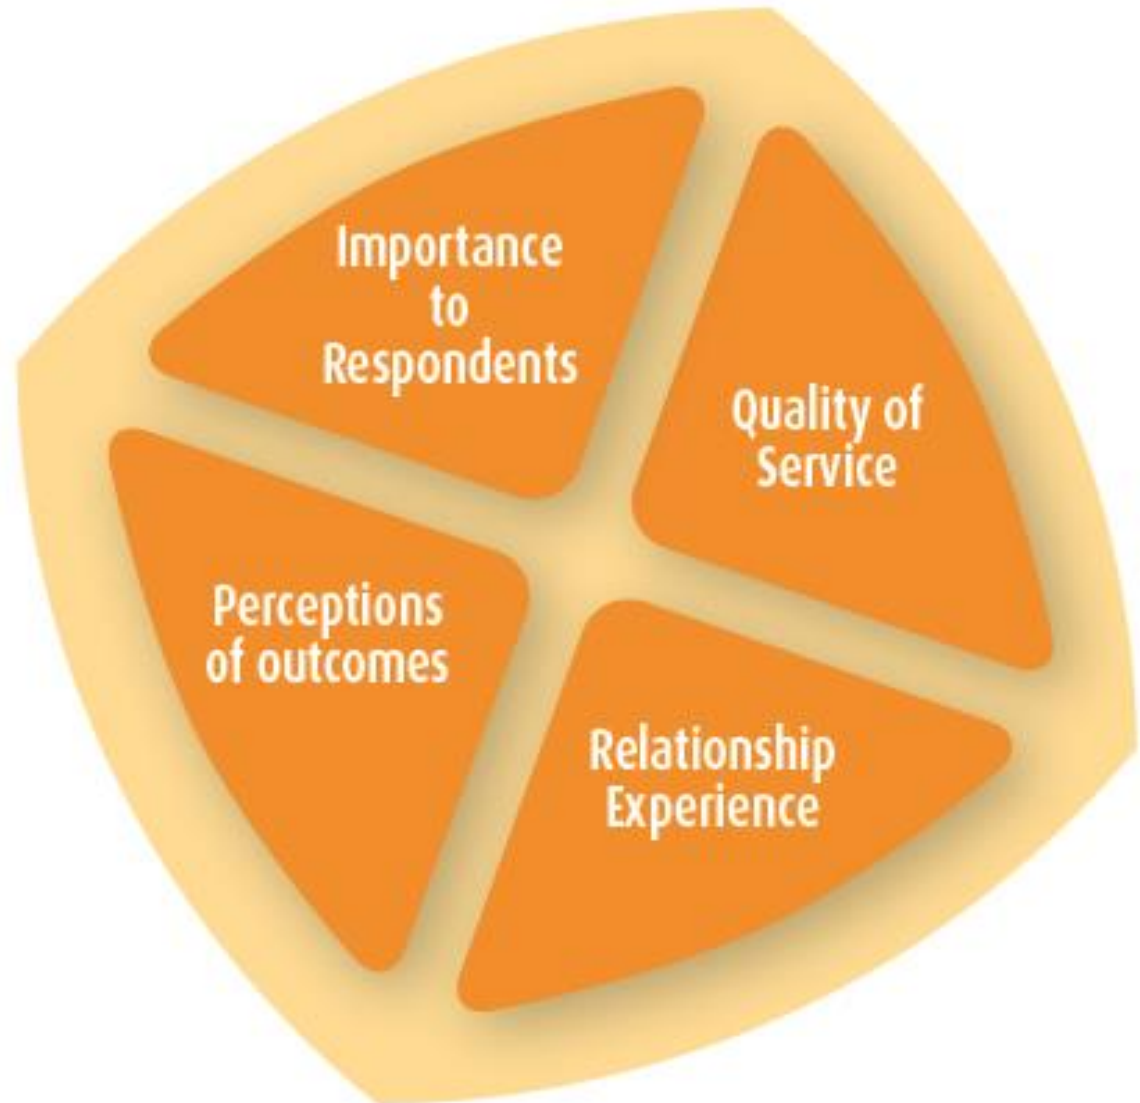 Importance
to
Respondents
Quality of
Service
Perceptions
of outcomes
Relationship
Experience